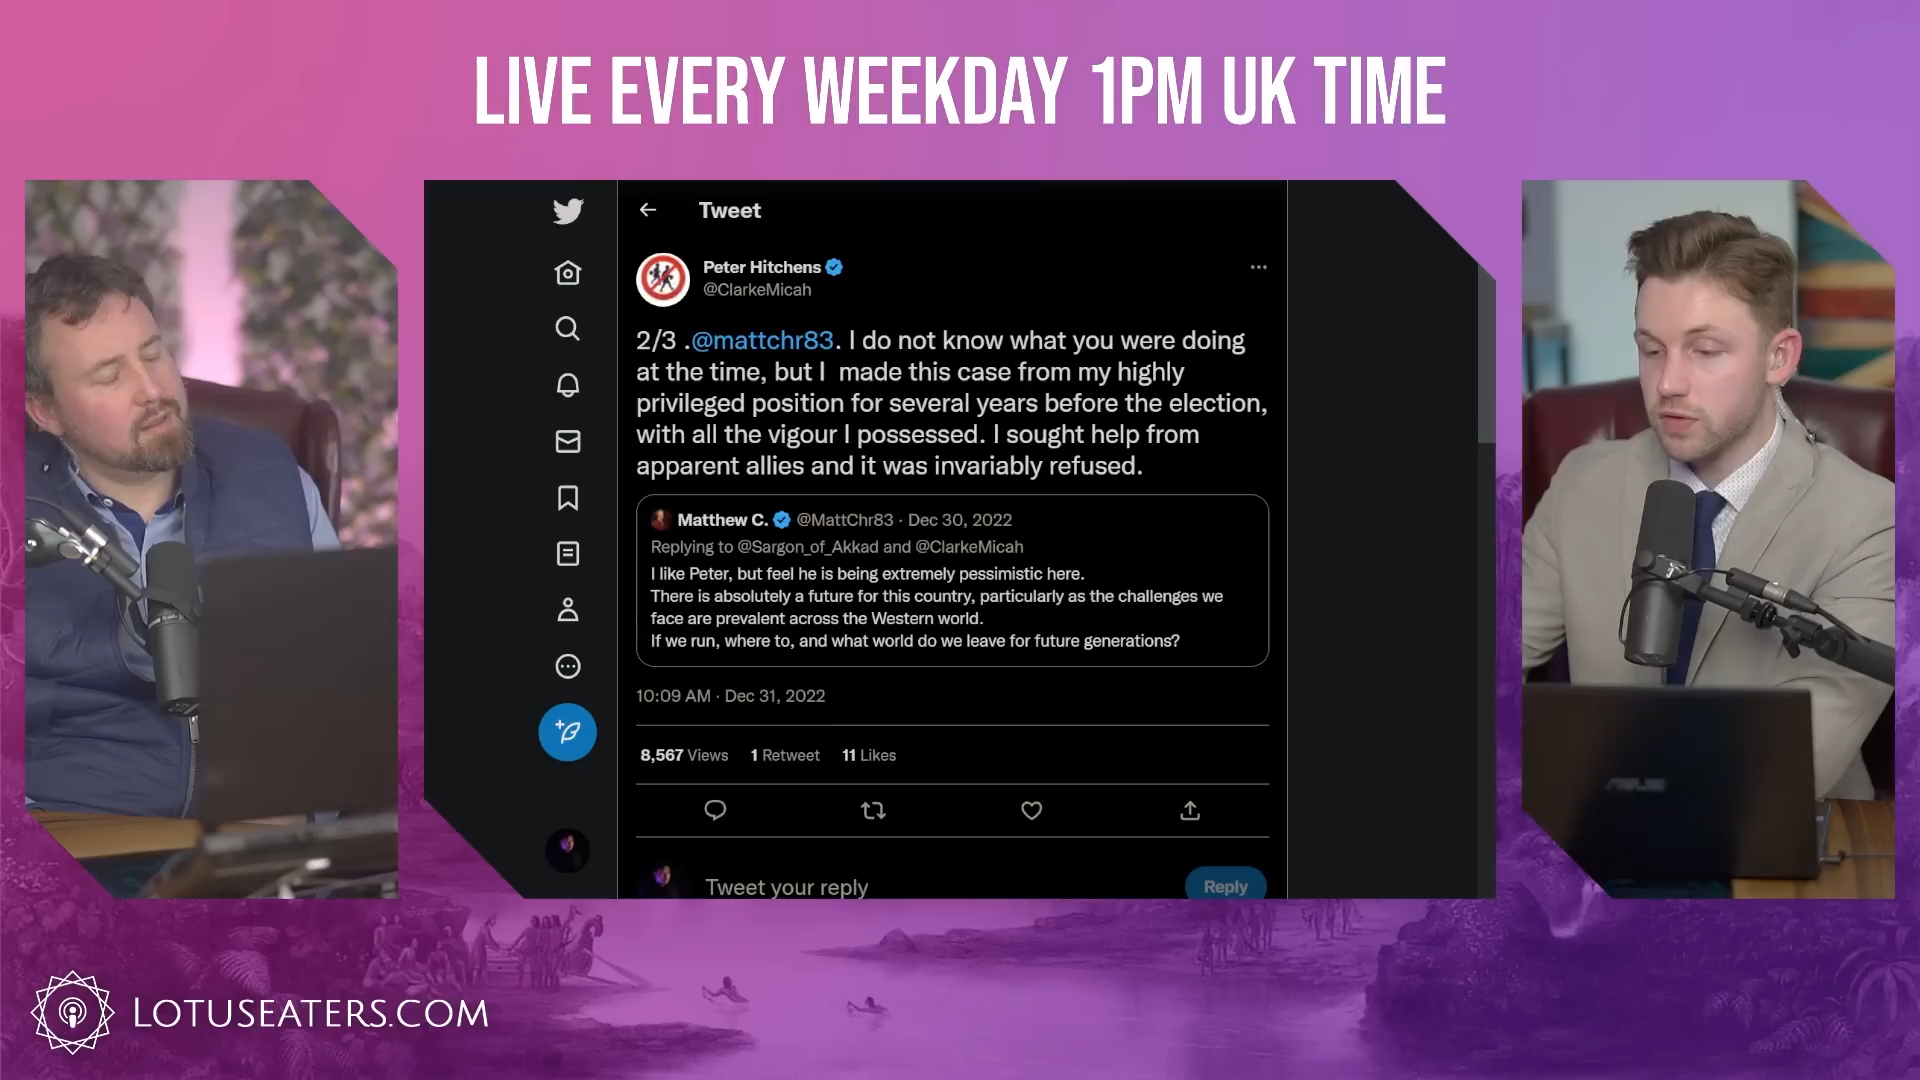 LIVE EVERY WEEKDAY 1PM UK TIME
Tweet
Peter Hitchens
@ClarkeMicah
2/3 .@mattchr83. I do not know what you were doing
at the time, but I made this case from my highly
privileged position for several years before the election,
with all the vigour I possessed. I sought help from
apparent allies and it was invariably refused.
Matthew C. @MattChr83 · Dec 30, 2022
Replying to @Sargon_of_Akkad and @ClarkeMicah
I like Peter, but feel he is being extremely pessimistic here.
There is absolutely a future for this country, particularly as the challenges we
face are prevalent across the Western world.
If we run, where to, and what world do we leave for future generations?
10:09 AM · Dec 31, 2022
8,567 Views 1 Retweet 11 Likes
Tweet your reply
Reply
ASUS
LOTUSEATERS.COM